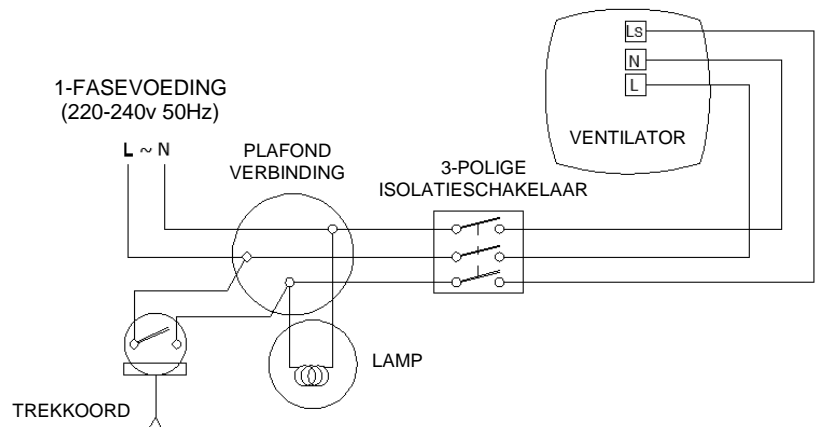 Ls
N
L
VENTILATOR
1-FASEVOEDING
(220-240v 50Hz)
L ~ N
PLAFOND
VERBINDING
3-POLIGE
ISOLATIESCHAKELAAR
LAMP
TREKKOORD